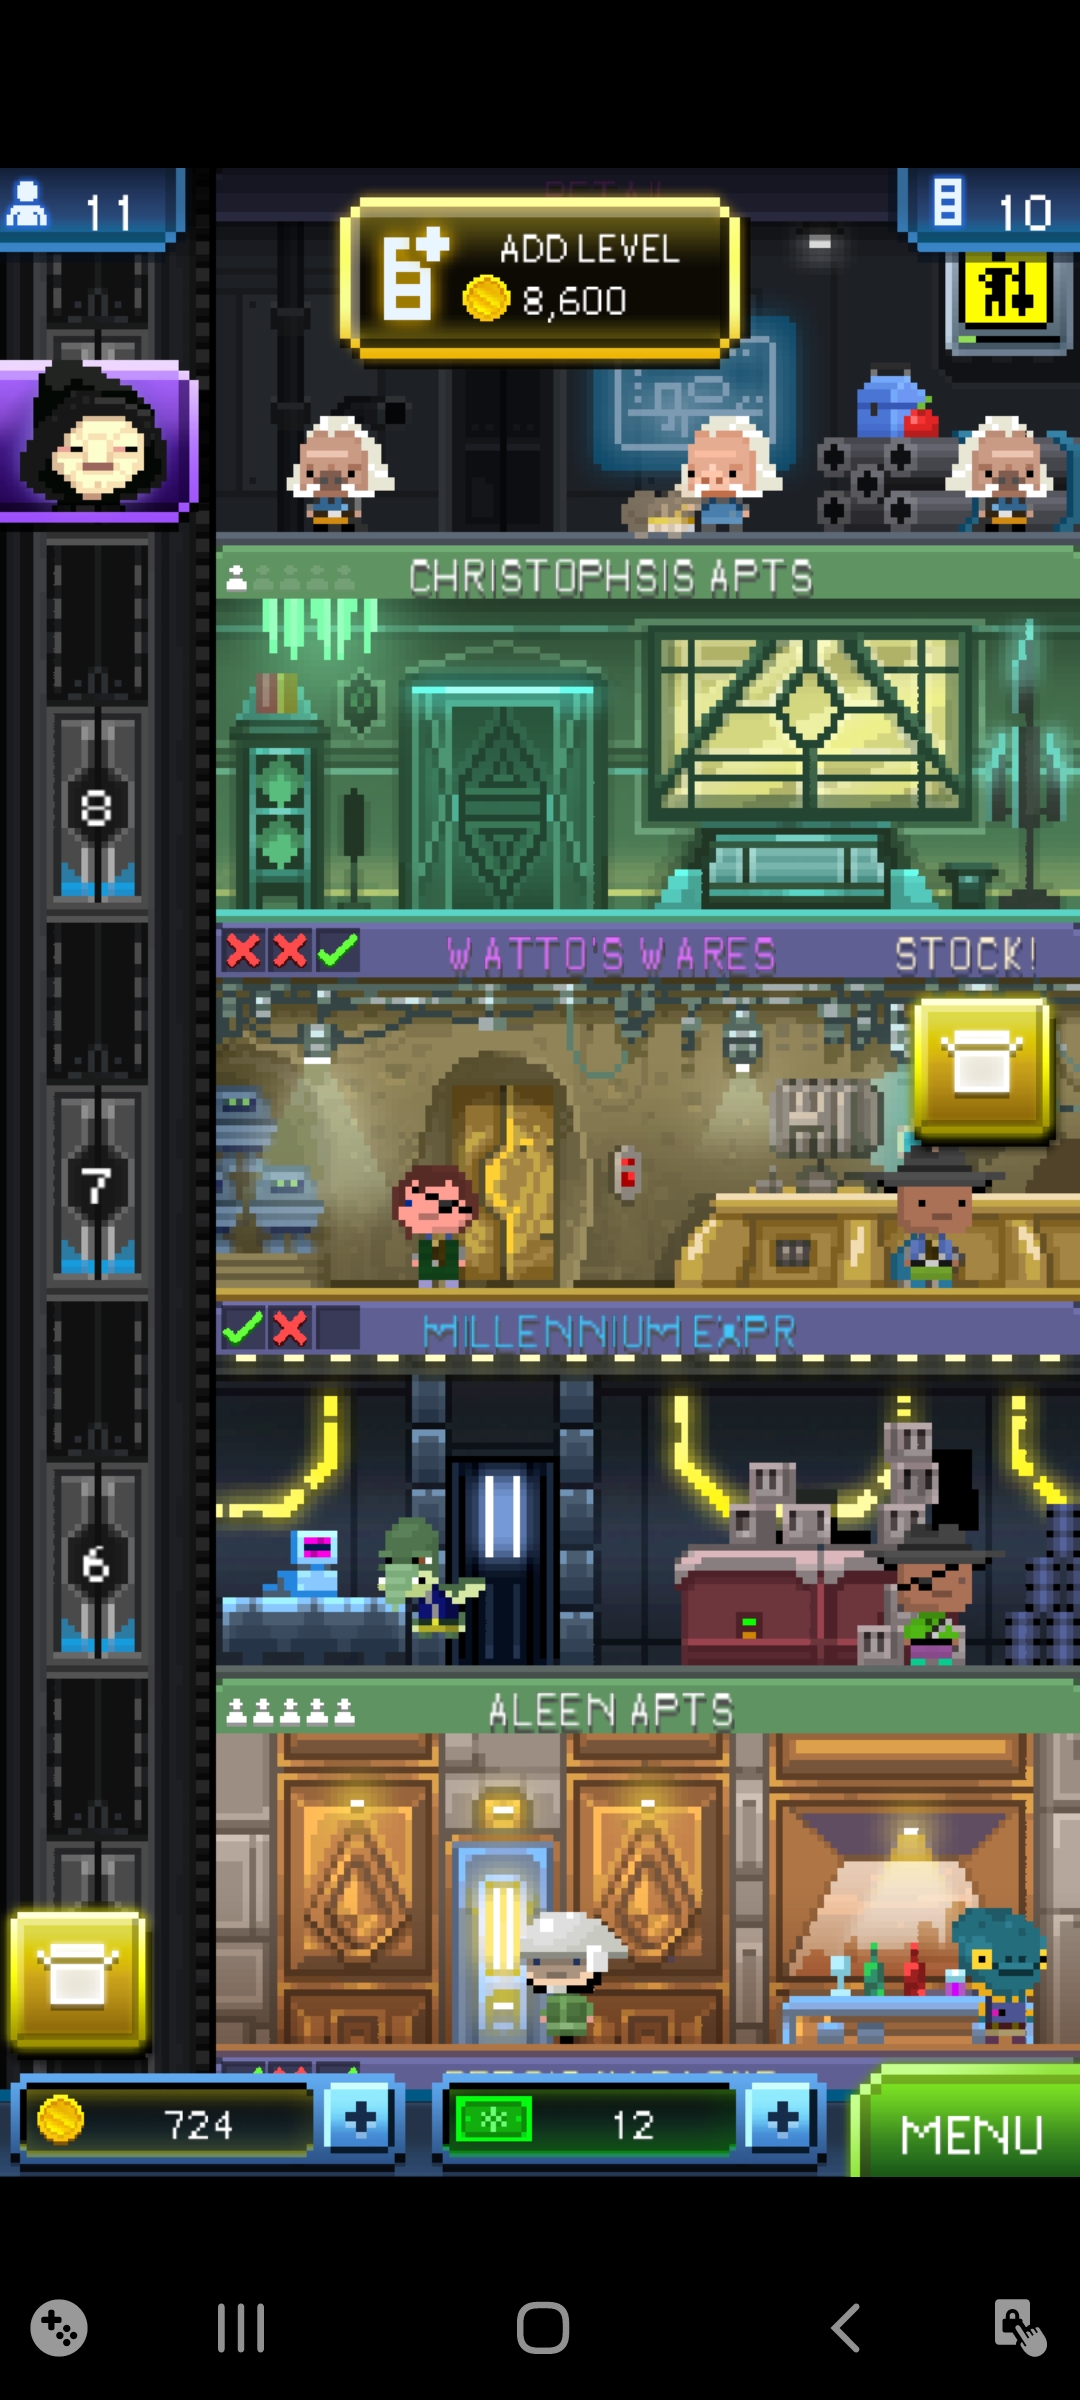 RETAIL
11
ADD LEVEL
8,600
10
CHRISTOPHSIS APTS
8
WATTO'S WARES
STOCK!
7
MILLENNIUM EXPR
6
ALEEN APTS
724
12
MENU